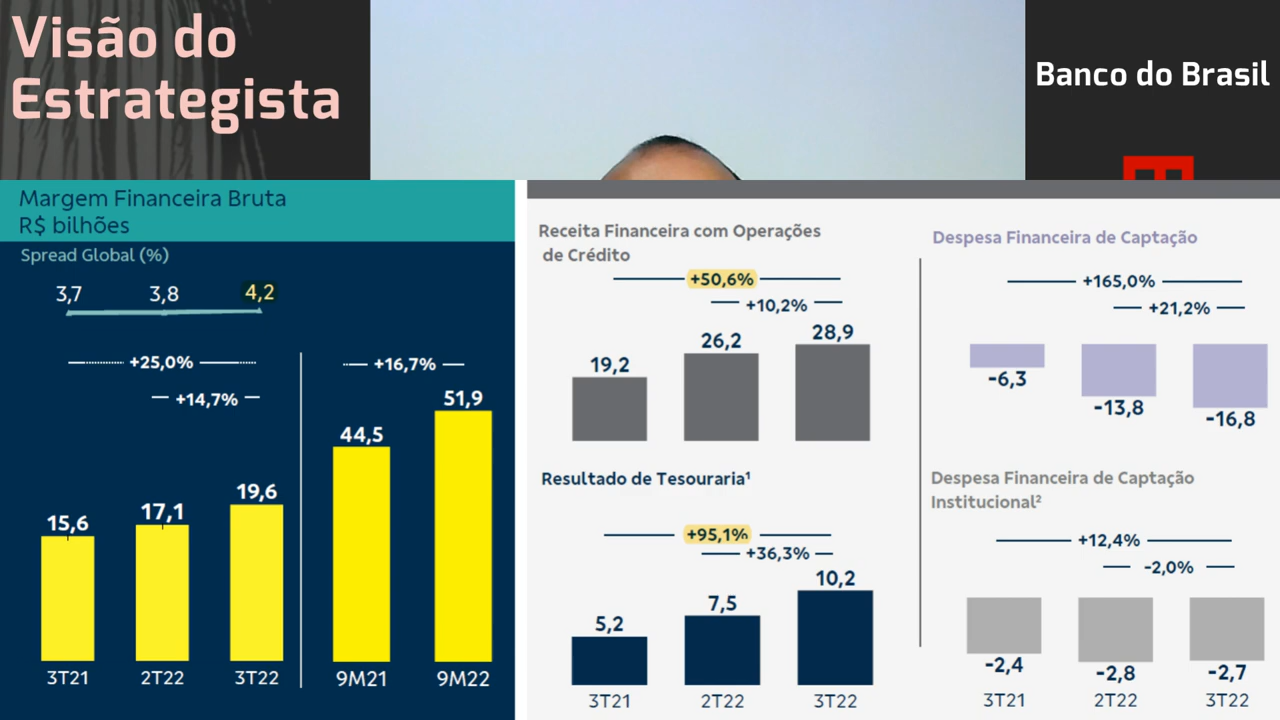 Visão do
Estrategista
Banco do Brasil
Margem Financeira Bruta
R$ bilhões
Spread Global (%)
3,7 3,8 4,2
+25,0%
+14,7%
+16,7%
15,6 17,1 19,6 44,5 51,9
3T21 2T22 3T22 9M21 9M22
Receita Financeira com Operações
de Crédito
+50,6%
+10,2%
19,2 26,2 28,9
Despesa Financeira de Captação
+165,0%
+21,2%
-6,3 -13,8 -16,8
Resultado de Tesouraria¹
+95,1%
+36,3%
5,2 7,5 10,2
3T21 2T22 3T22
Despesa Financeira de Captação
Institucional²
+12,4%
-2,0%
-2,4 -2,8 -2,7
3T21 2T22 3T22